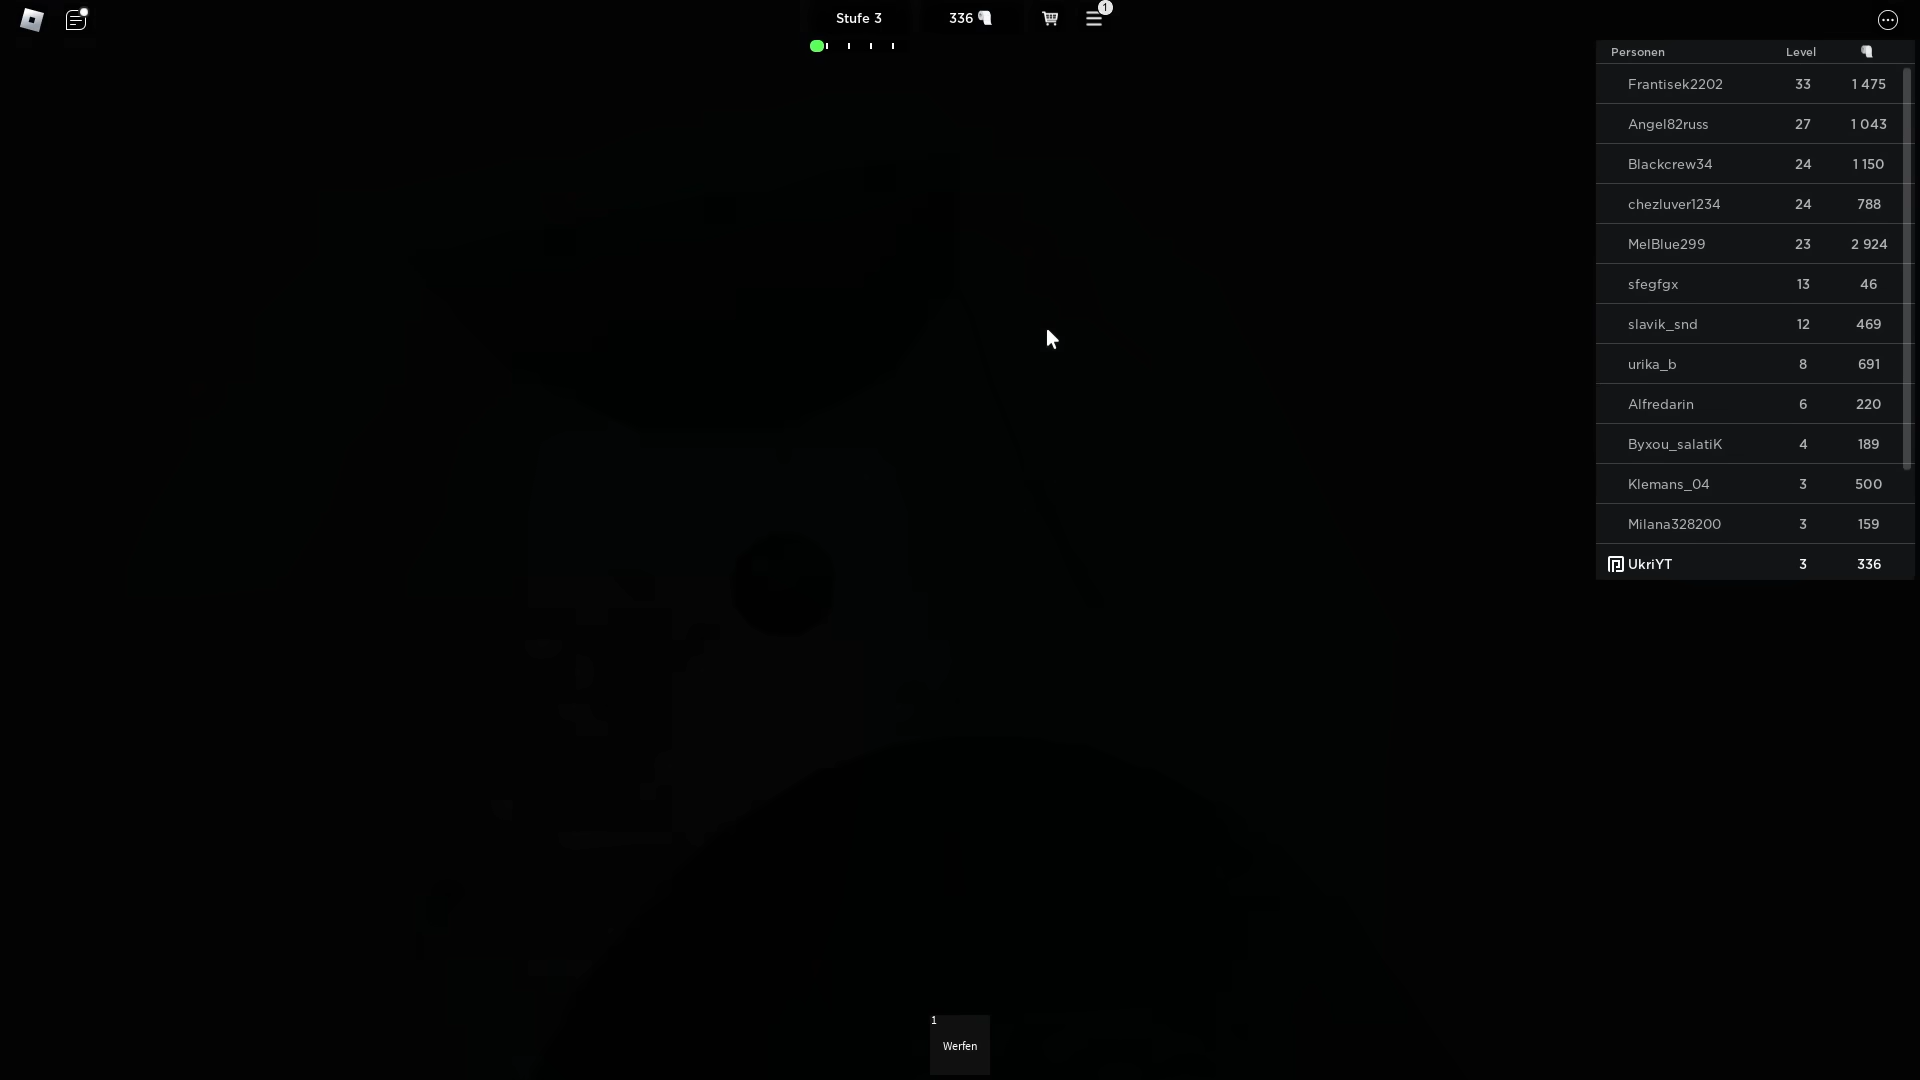 Stufe 3
336
1
Personen Level
Frantisek2202 33 1 475
Angel82russ 27 1 043
Blackcrew34 24 1 150
chezluver1234 24 788
MelBlue299 23 2 924
sfegfgx 13 46
slavik_snd 12 469
urika_b 8 691
Alfredarin 6 220
Byxou_salatiK 4 189
Klemans_04 3 500
Milana328200 3 159
UkriYT 3 336
1
Werfen